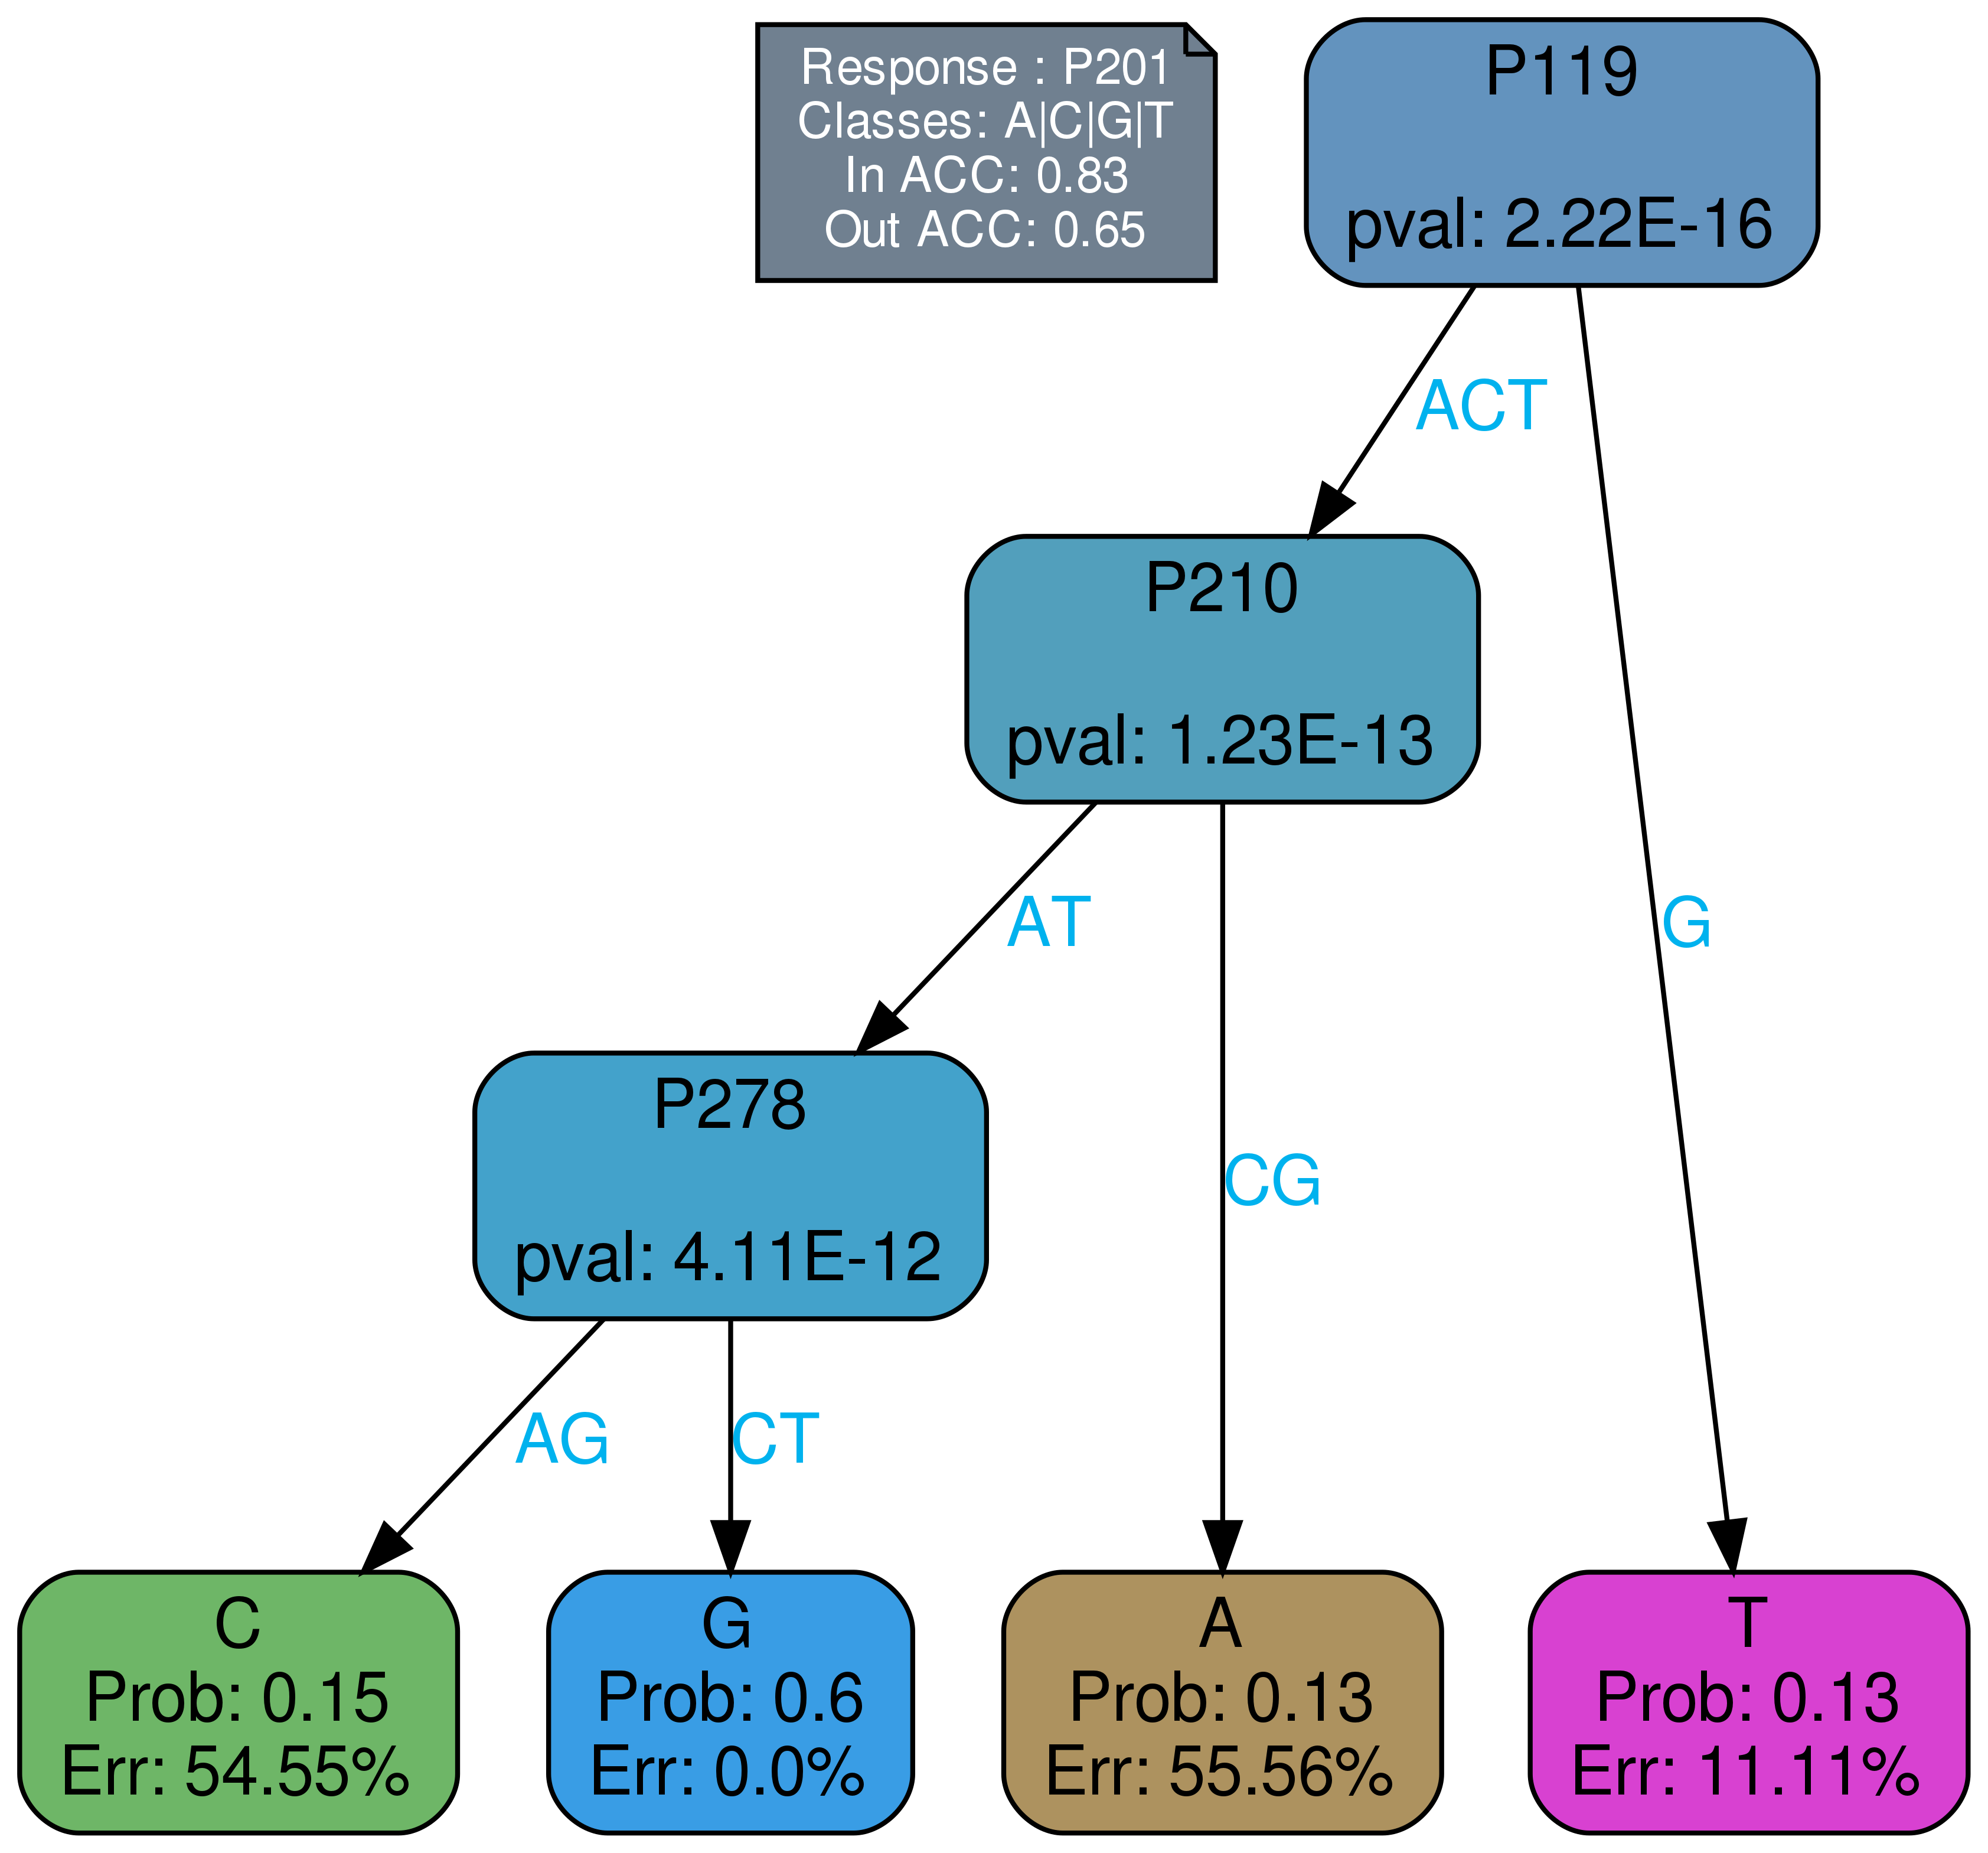 Response : P201
Classes: A|C|G|T
In ACC: 0.83
Out ACC: 0.65
P119
pval: 2.22E-16
ACT
P210
pval: 1.23E-13
AT
G
P278
pval: 4.11E-12
CG
AG
CT
C
Prob: 0.15
Err: 54.55%
G
Prob: 0.6
Err: 0.0%
A
Prob: 0.13
Err: 55.56%
T
Prob: 0.13
Err: 11.11%